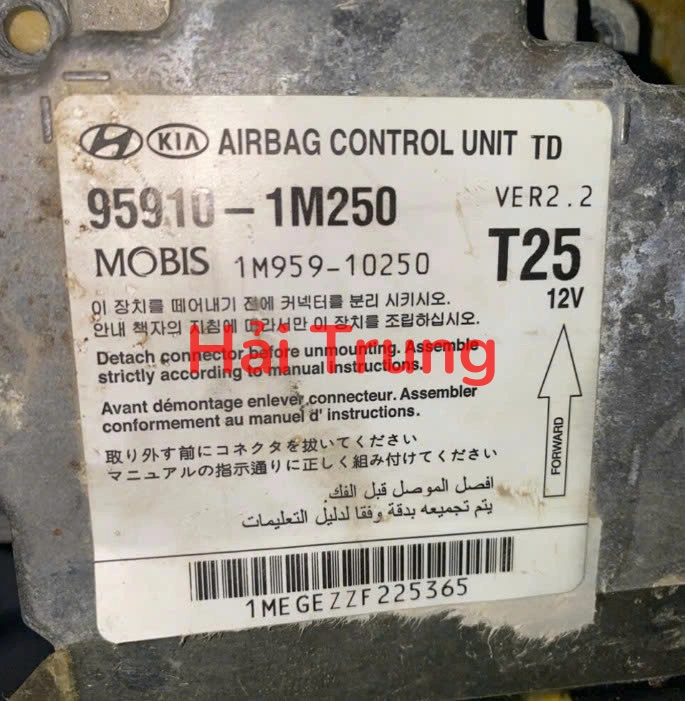 HYUNDAI KIA AIRBAG CONTROL UNIT TD
95910-1M250
VER2.2
MOBIS 1M959-10250
T25
12V
이 장치를 떼어내기 전에 커넥터를 분리 시키시오.
안내 책자의 지침에 따라서만 이 장치를 조립하십시오.
Hải Trung
Detach connector before unmounting. Assemble
strictly according to manual instructions.
Avant démontage enlever connecteur. Assembler
conformement au manuel d' instructions.
FORWARD
取り外す前にコネクタを抜いてください
マニュアルの指示通りに正しく組み付けてください
افصل الموصل قبل الفك.
يتم تجميعه بدقة وفقا لدليل التعليمات
1MEGEZZF225365